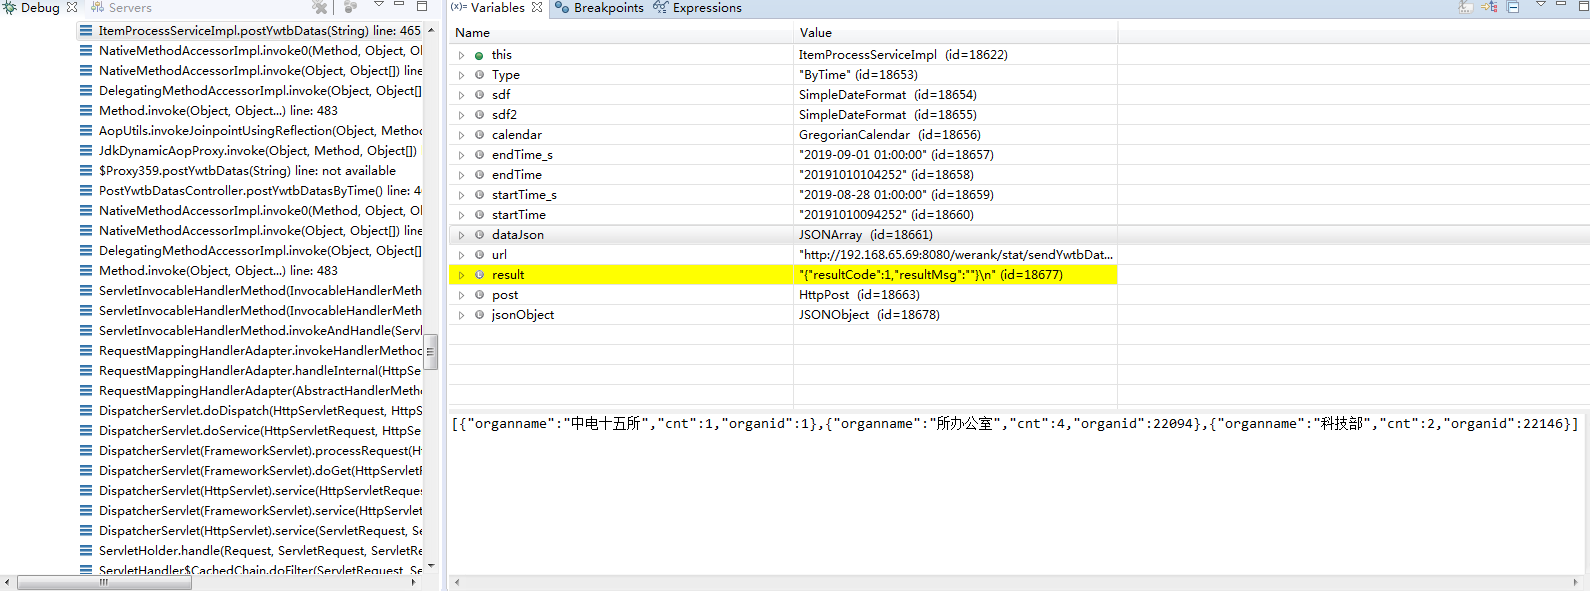 Debug Servers
ItemProcessServiceImpl.postYwtbDatas(String) line: 465
NativeMethodAccessorImpl.invoke0(Method, Object, Ol
NativeMethodAccessorImpl.invoke(Object, Object[]) line
DelegatingMethodAccessorImpl.invoke(Object, Object[]
Method.invoke(Object, Object...) line: 483
AopUtils.invokeJoinpointUsingReflection(Object, Metho
JdkDynamicAopProxy.invoke(Object, Method, Object[])
$Proxy359.postYwtbDatas(String) line: not available
PostYwtbDatasController.postYwtbDatasByTime() line: 4
NativeMethodAccessorImpl.invoke0(Method, Object, Ol
NativeMethodAccessorImpl.invoke(Object, Object[]) line
DelegatingMethodAccessorImpl.invoke(Object, Object[]
Method.invoke(Object, Object...) line: 483
ServletInvocableHandlerMethod(InvocableHandlerMeth
ServletInvocableHandlerMethod(InvocableHandlerMeth
ServletInvocableHandlerMethod.invokeAndHandle(Servl
RequestMappingHandlerAdapter.invokeHandlerMethod
RequestMappingHandlerAdapter.handleInternal(HttpSe
RequestMappingHandlerAdapter(AbstractHandlerMetho
DispatcherServlet.doDispatch(HttpServletRequest, HttpS
DispatcherServlet.doService(HttpServletRequest, HttpSe
DispatcherServlet(FrameworkServlet).processRequest(H
DispatcherServlet(FrameworkServlet).doGet(HttpServletF
DispatcherServlet(HttpServlet).service(HttpServletReque
DispatcherServlet(FrameworkServlet).service(HttpServlet
DispatcherServlet(HttpServlet).service(ServletRequest, Se
ServletHolder.handle(Request, ServletRequest, ServletRe
ServletHandler$CachedChain.doFilter(ServletRequest, Se
(x)= Variables Breakpoints Expressions
Name Value
this ItemProcessServiceImpl (id=18622)
Type "ByTime" (id=18653)
sdf SimpleDateFormat (id=18654)
sdf2 SimpleDateFormat (id=18655)
calendar GregorianCalendar (id=18656)
endTime_s "2019-09-01 01:00:00" (id=18657)
endTime "20191010104252" (id=18658)
startTime_s "2019-08-28 01:00:00" (id=18659)
startTime "20191010094252" (id=18660)
dataJson JSONArray (id=18661)
url "http://192.168.65.69:8080/werank/stat/sendYwtbDat...
result "{"resultCode":1,"resultMsg":""}\n" (id=18677)
post HttpPost (id=18663)
jsonObject JSONObject (id=18678)
[{"organname":"中电十五所","cnt":1,"organid":1},{"organname":"所办公室","cnt":4,"organid":22094},{"organname":"科技部","cnt":2,"organid":22146}]